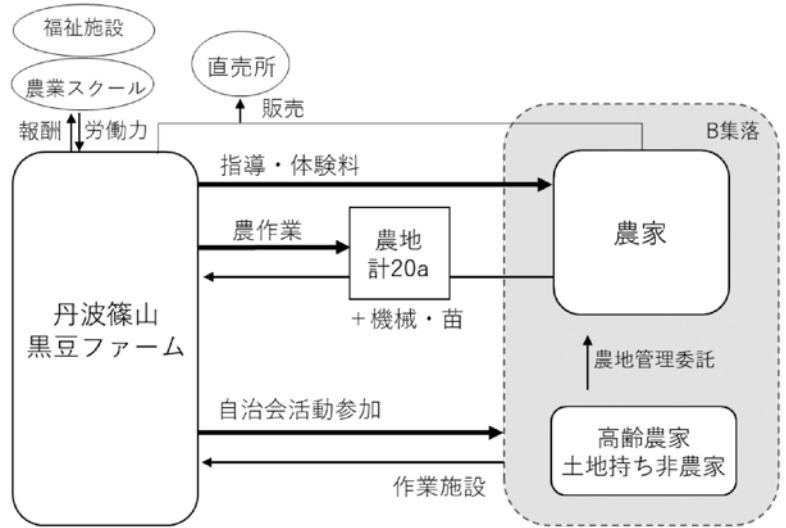 福祉施設
農業スクール
報酬
労働力
直売所
販売
B集落
指導・体験料
農家
農作業
農地
計20a
＋機械・苗
丹波篠山
黒豆ファーム
農地管理委託
自治会活動参加
高齢農家
土地持ち非農家
作業施設